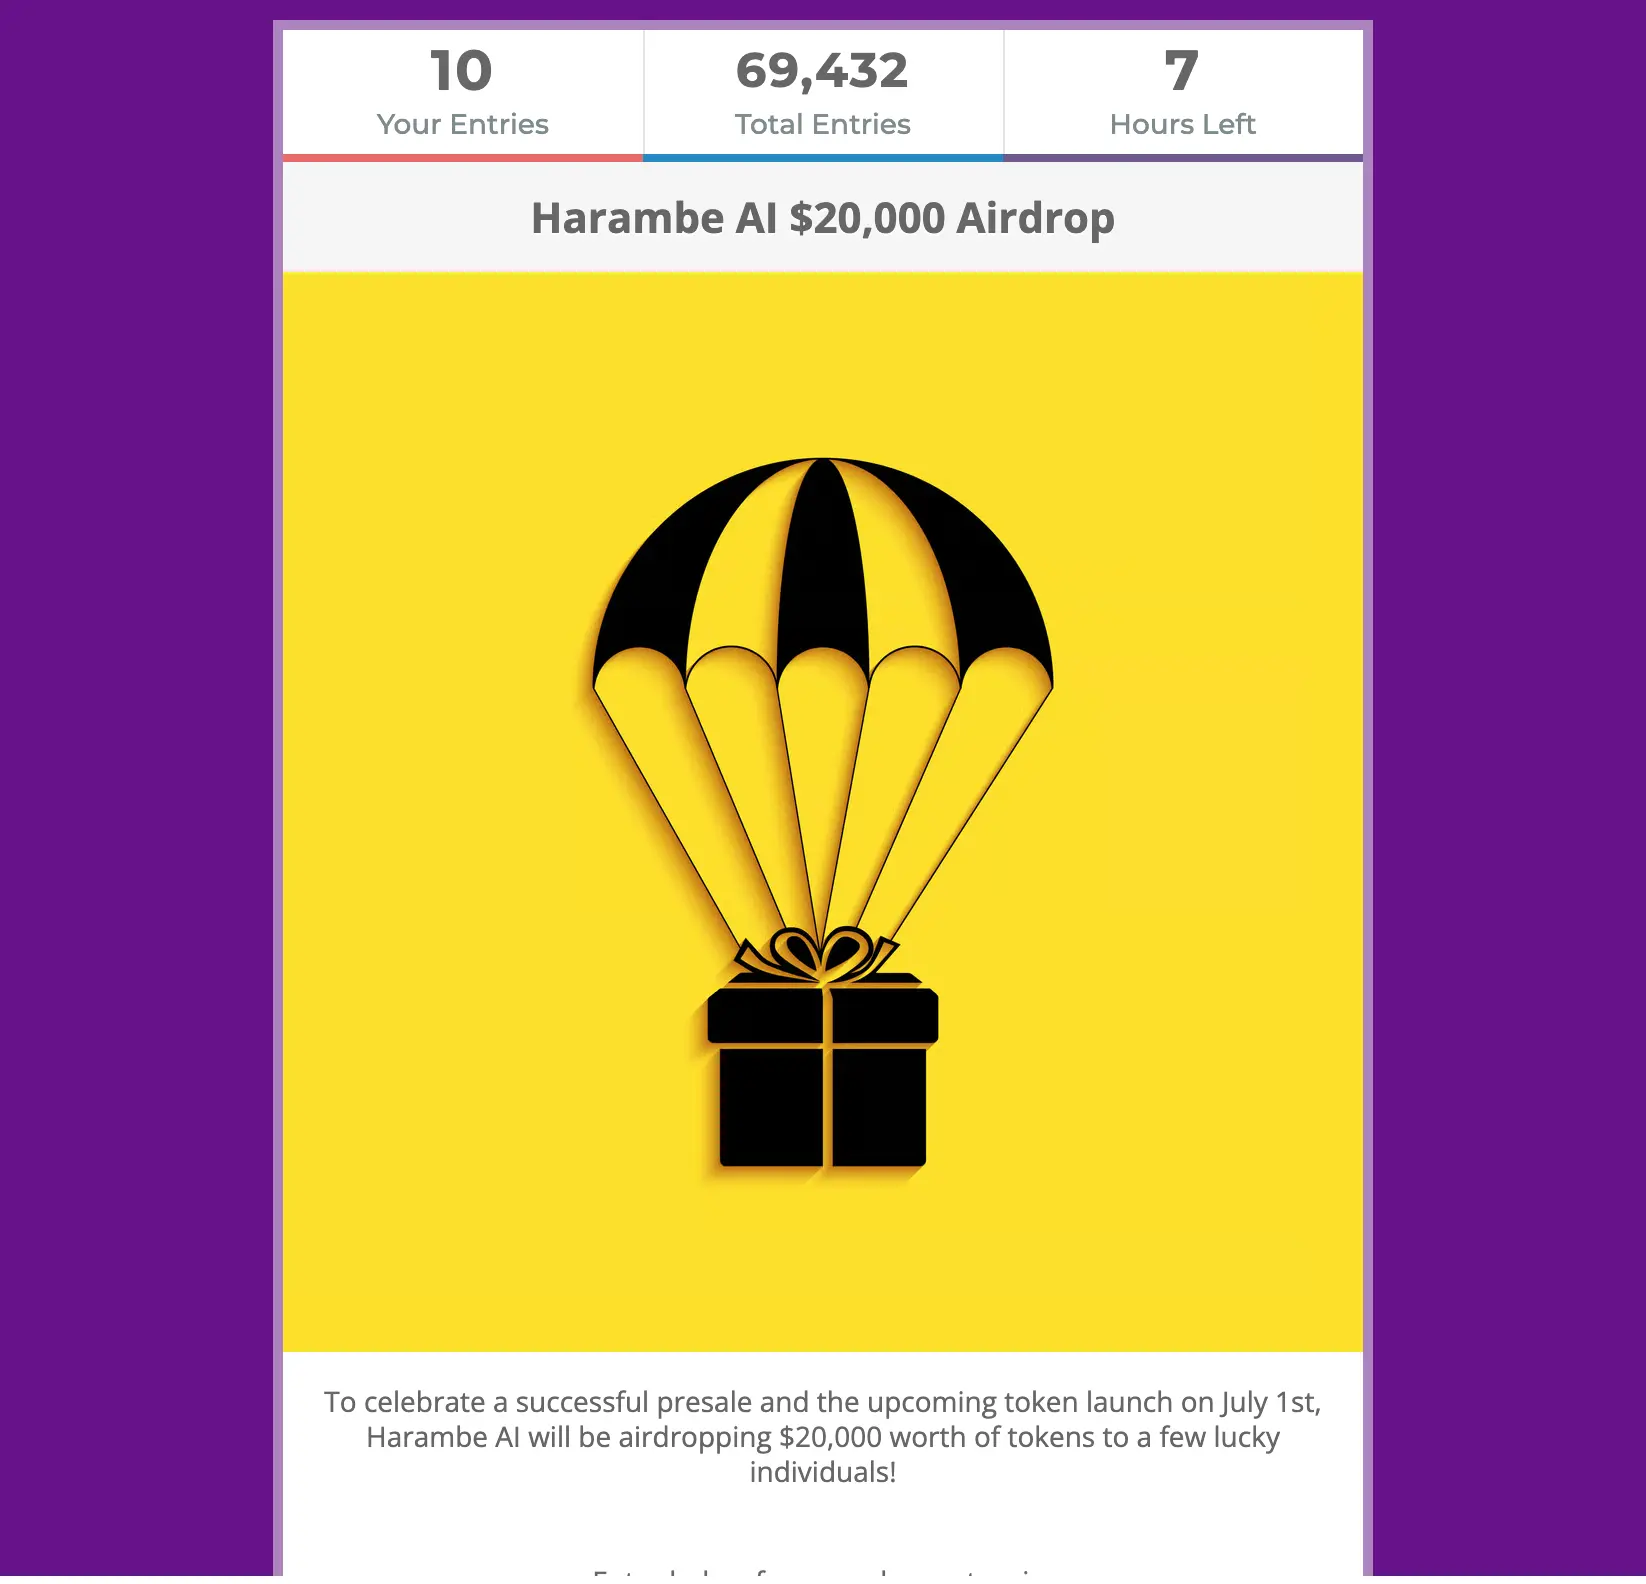 10
Your Entries
69,432
Total Entries
7
Hours Left
Harambe AI $20,000 Airdrop
To celebrate a successful presale and the upcoming token launch on July 1st,
Harambe AI will be airdropping $20,000 worth of tokens to a few lucky
individuals!